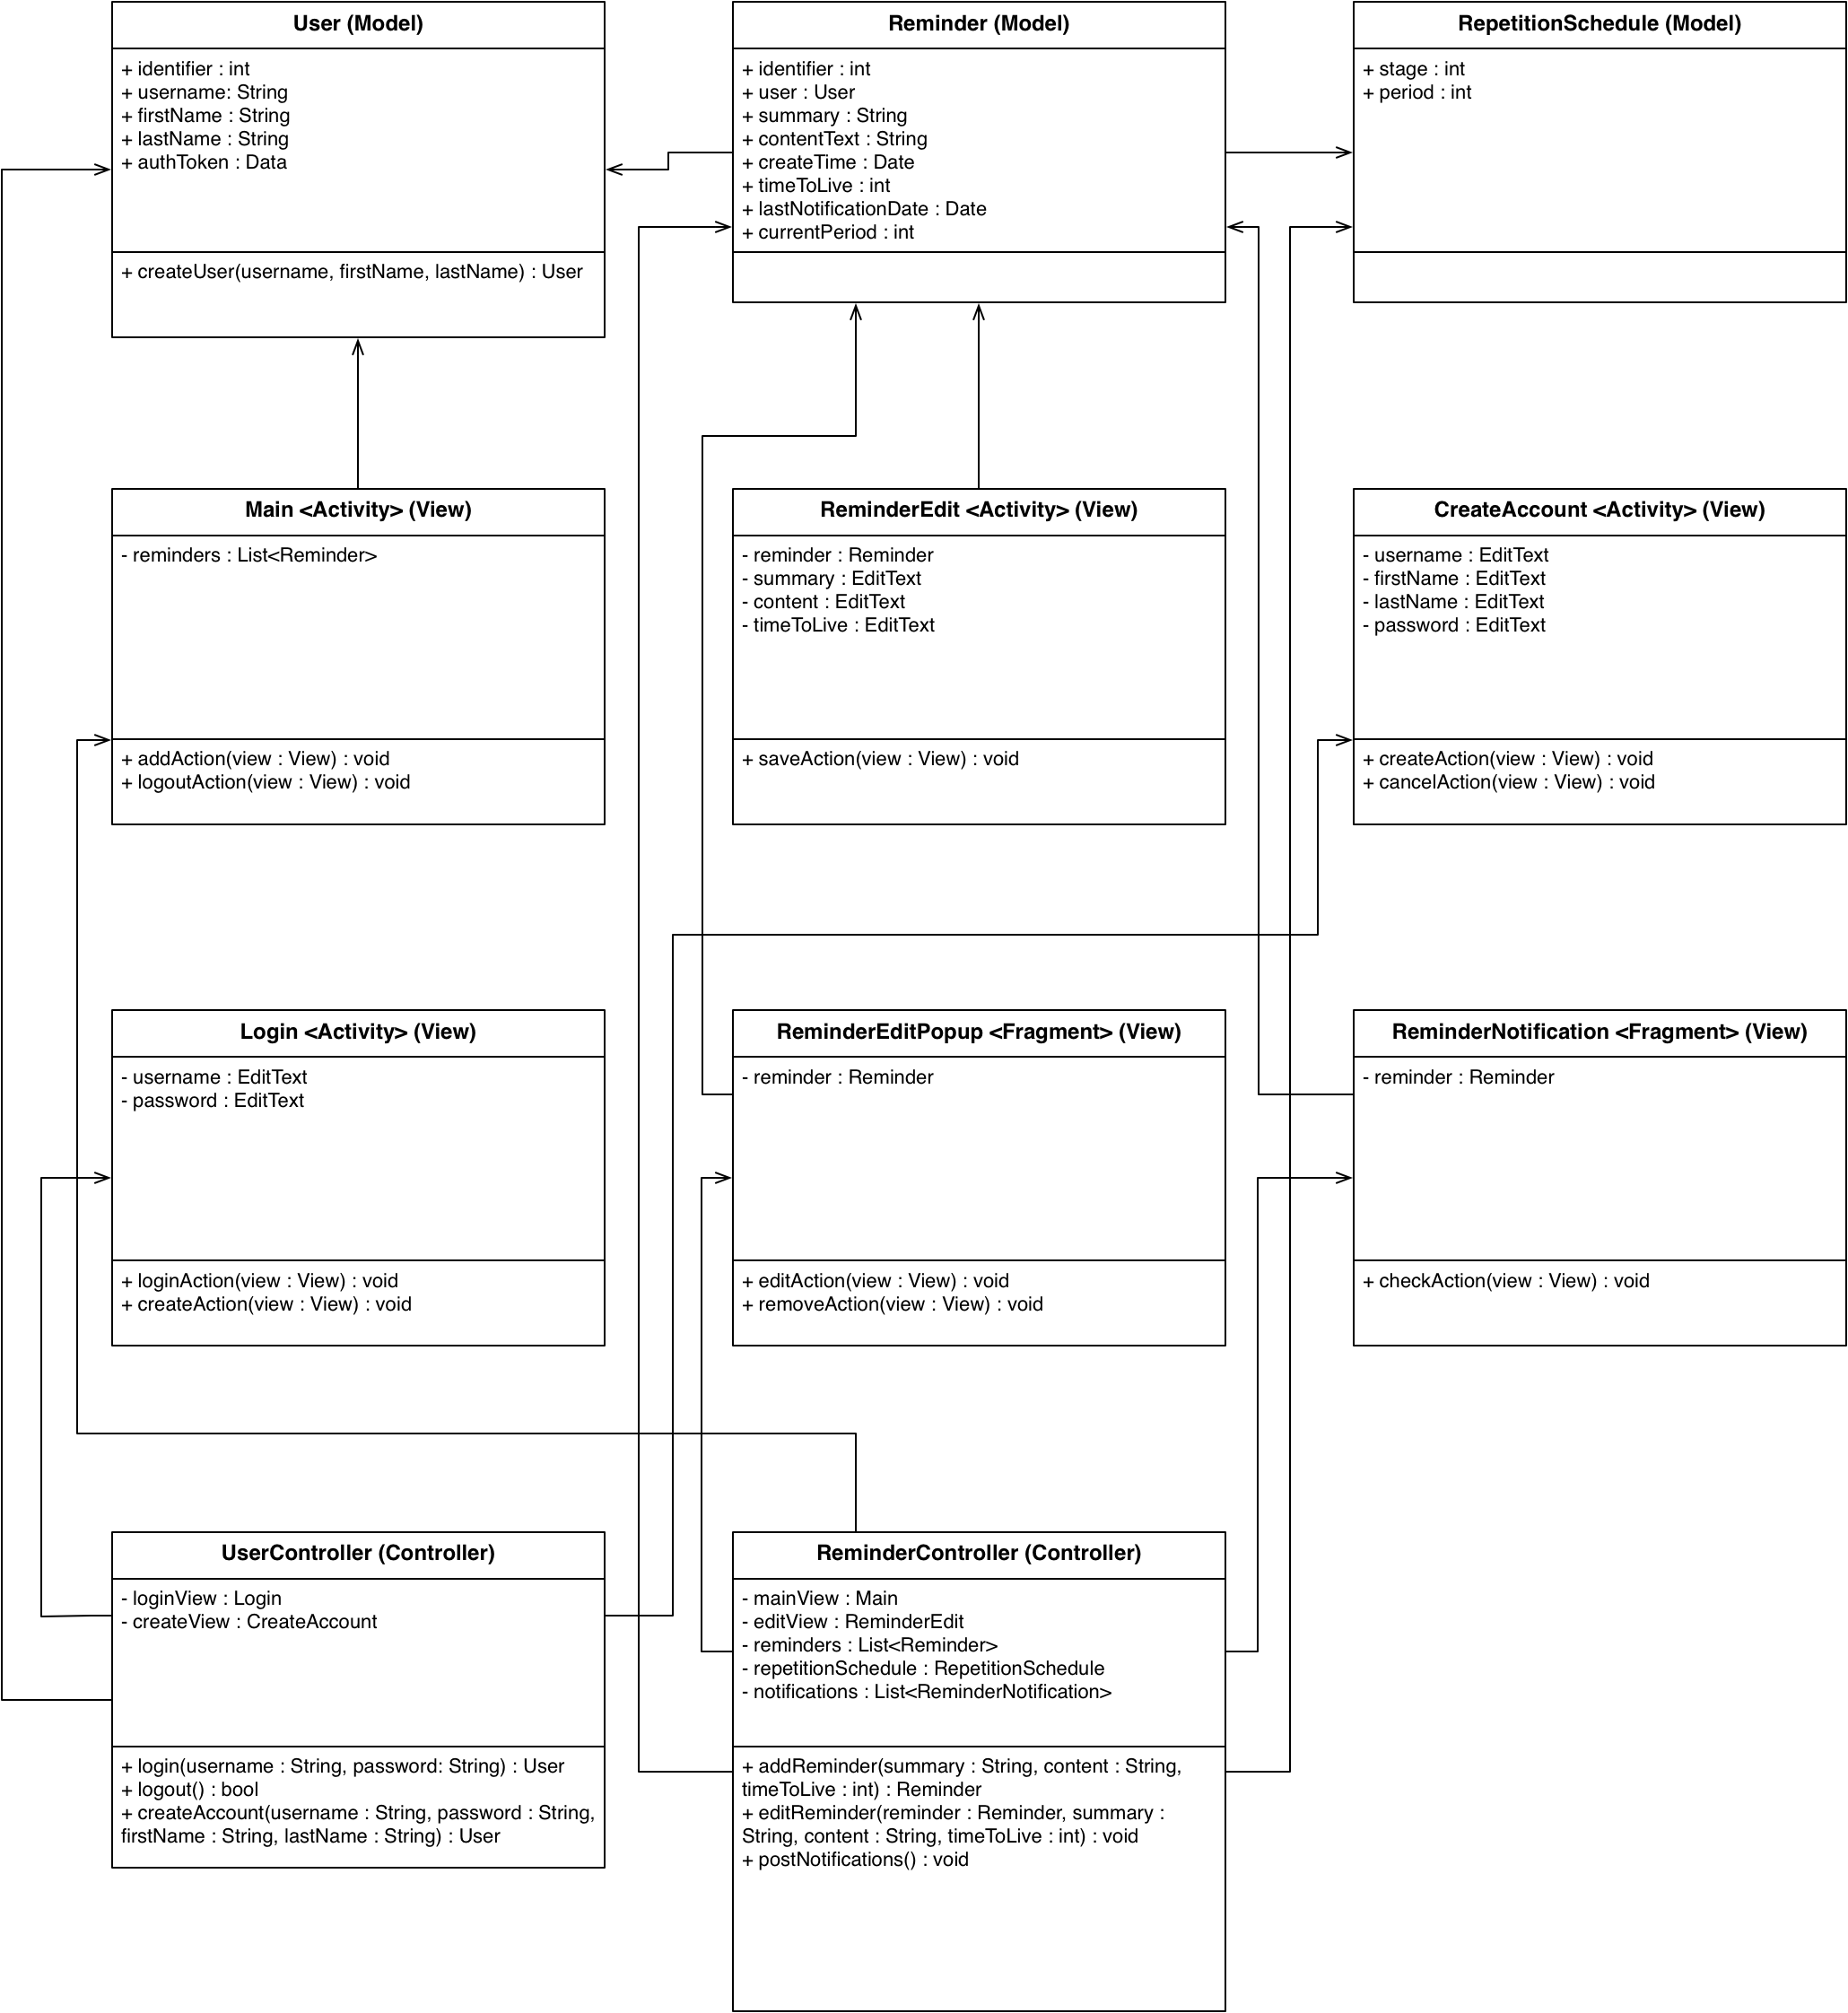 User (Model)
+ identifier : int
+ username: String
+ firstName : String
+ lastName : String
+ authToken : Data
+ createUser(username, firstName, lastName) : User
Reminder (Model)
+ identifier : int
+ user : User
+ summary : String
+ contentText : String
+ createTime : Date
+ timeToLive : int
+ lastNotificationDate : Date
+ currentPeriod : int
RepetitionSchedule (Model)
+ stage : int
+ period : int
Main <Activity> (View)
- reminders : List<Reminder>
+ addAction(view : View) : void
+ logoutAction(view : View) : void
ReminderEdit <Activity> (View)
- reminder : Reminder
- summary : EditText
- content : EditText
- timeToLive : EditText
+ saveAction(view : View) : void
CreateAccount <Activity> (View)
- username : EditText
- firstName : EditText
- lastName : EditText
- password : EditText
+ createAction(view : View) : void
+ cancelAction(view : View) : void
Login <Activity> (View)
- username : EditText
- password : EditText
+ loginAction(view : View) : void
+ createAction(view : View) : void
ReminderEditPopup <Fragment> (View)
- reminder : Reminder
+ editAction(view : View) : void
+ removeAction(view : View) : void
ReminderNotification <Fragment> (View)
- reminder : Reminder
+ checkAction(view : View) : void
UserController (Controller)
- loginView : Login
- createView : CreateAccount
+ login(username : String, password: String) : User
+ logout() : bool
+ createAccount(username : String, password : String,
firstName : String, lastName : String) : User
ReminderController (Controller)
- mainView : Main
- editView : ReminderEdit
- reminders : List<Reminder>
- repetitionSchedule : RepetitionSchedule
- notifications : List<ReminderNotification>
+ addReminder(summary : String, content : String,
timeToLive : int) : Reminder
+ editReminder(reminder : Reminder, summary :
String, content : String, timeToLive : int) : void
+ postNotifications() : void